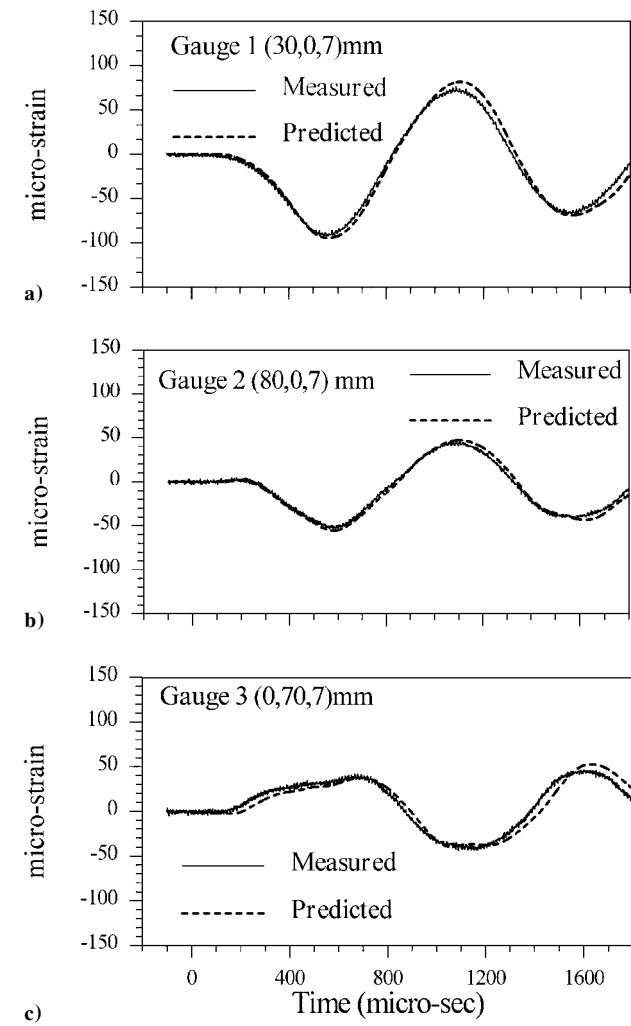 150
Gauge 1 (30,0,7)mm
100
Measured
50
Predicted
0
-50
-100
-150
micro-strain
a)
150
Gauge 2 (80,0,7) mm
Measured
100
Predicted
50
0
-50
-100
-150
micro-strain
b)
150
Gauge 3 (0,70,7)mm
100
50
0
-50
Measured
-100
Predicted
-150
micro-strain
0 400 800 1200 1600
Time (micro-sec)
c)